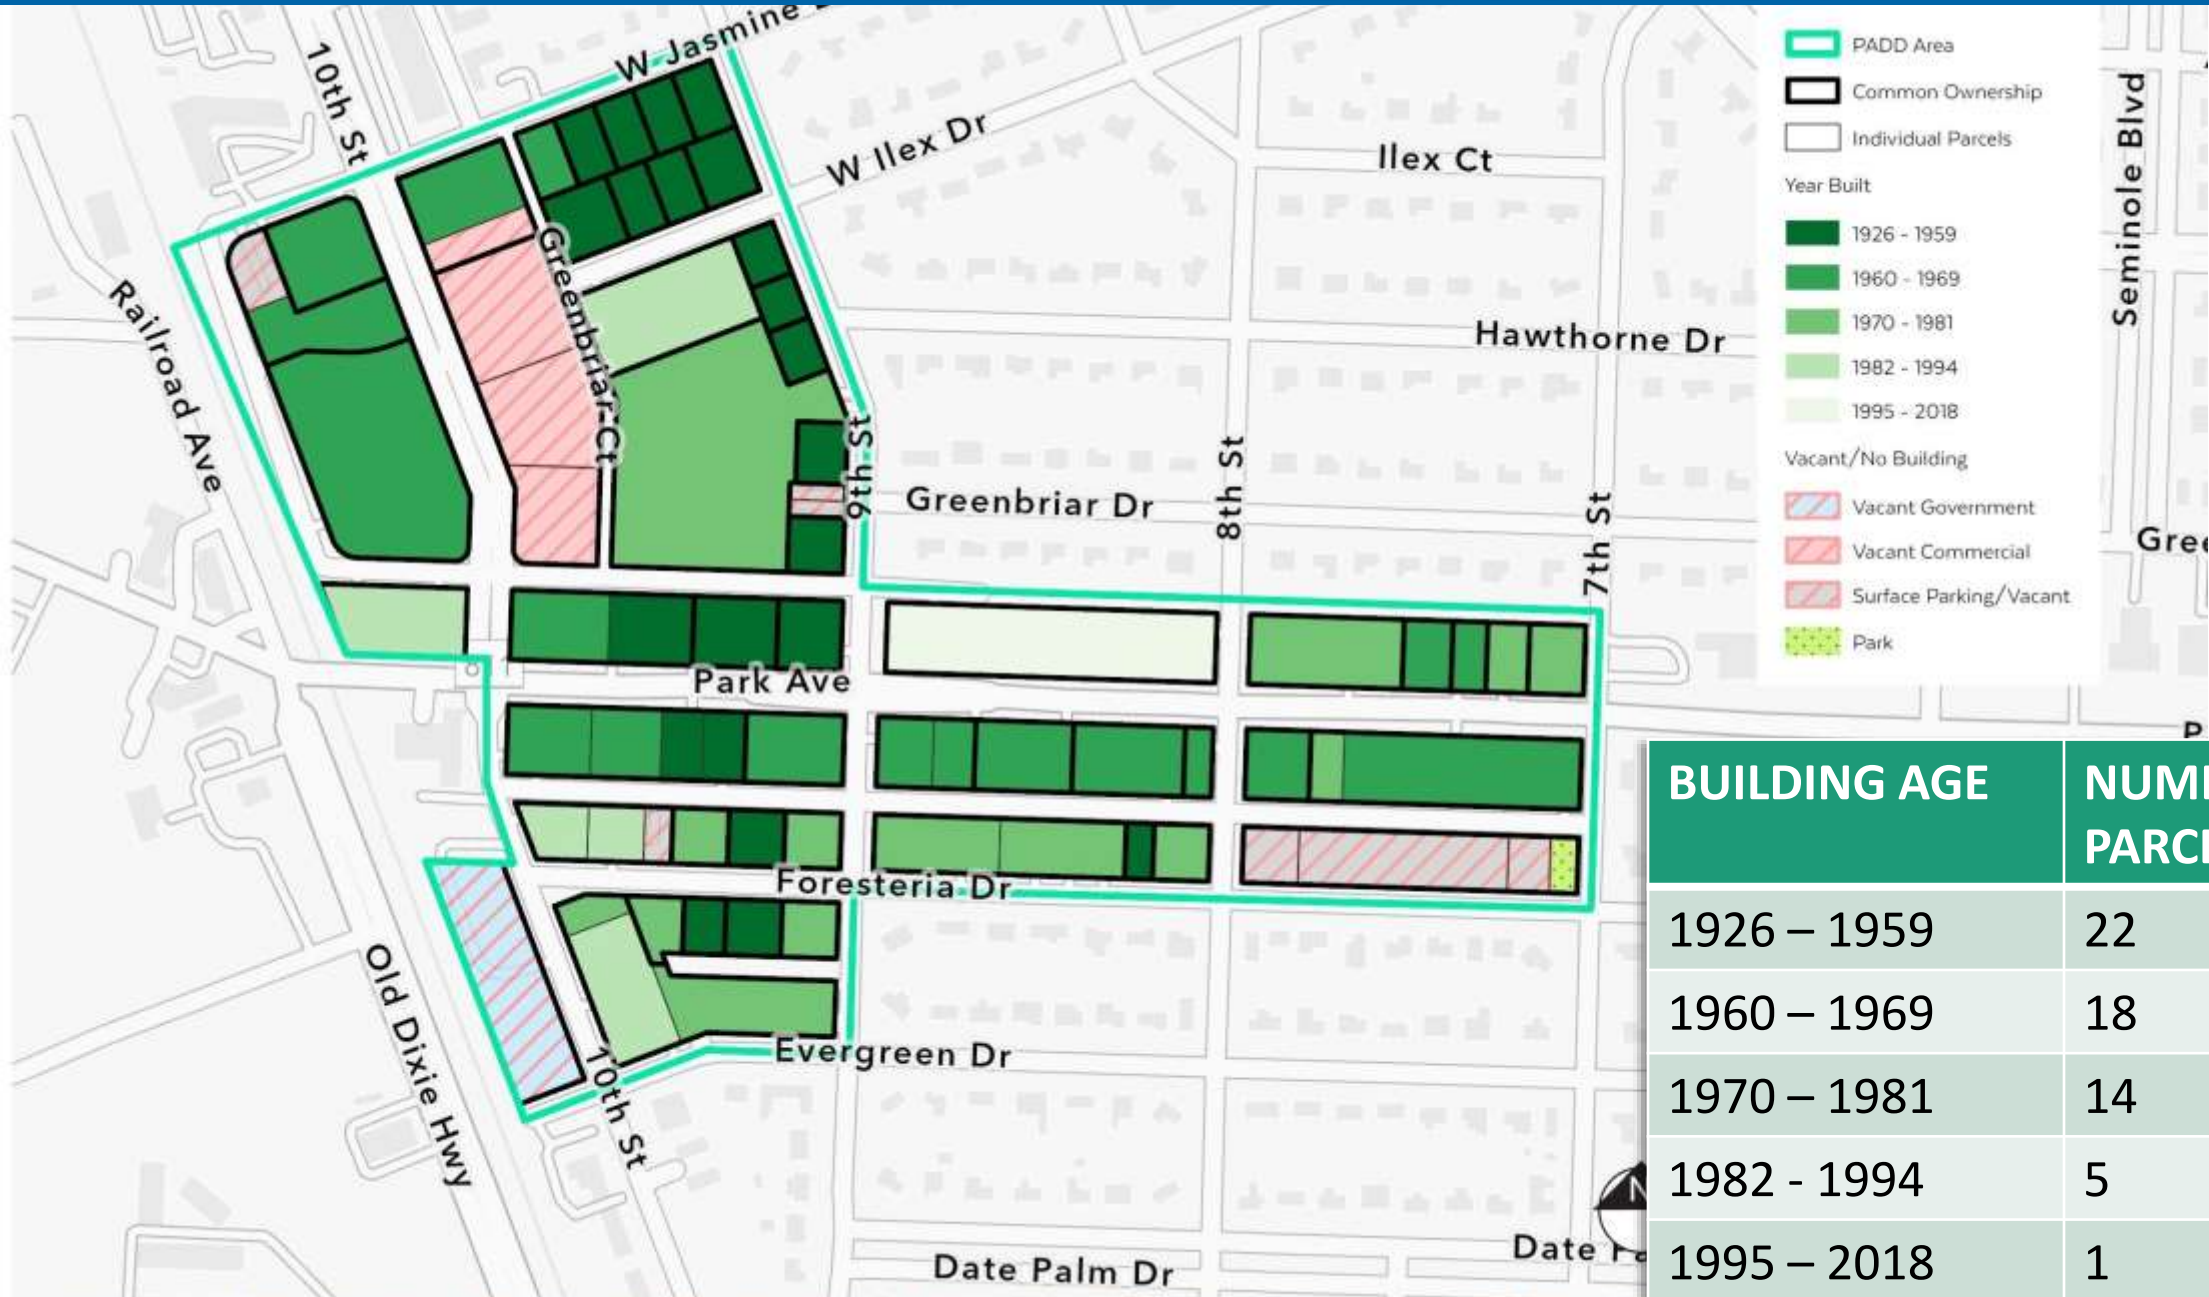 W Jasmine
10th St
W Ilex Dr
Ilex Ct
Seminole Blvd
Railroad Ave
Greenbriar Ct
Hawthorne Dr
9th St
Greenbriar Dr
8th St
7th St
Park Ave
Foresteria Dr
Old Dixie Hwy
10th St
Evergreen Dr
Date Palm Dr
Date
PADD Area
Common Ownership
Individual Parcels
Year Built
1926 - 1959
1960 - 1969
1970 - 1981
1982 - 1994
1995 - 2018
Vacant/No Building
Vacant Government
Vacant Commercial
Surface Parking/Vacant
Park
N
BUILDING AGE
1926 – 1959 22
1960 – 1969 18
1970 – 1981 14
1982 - 1994 5
1995 – 2018 1